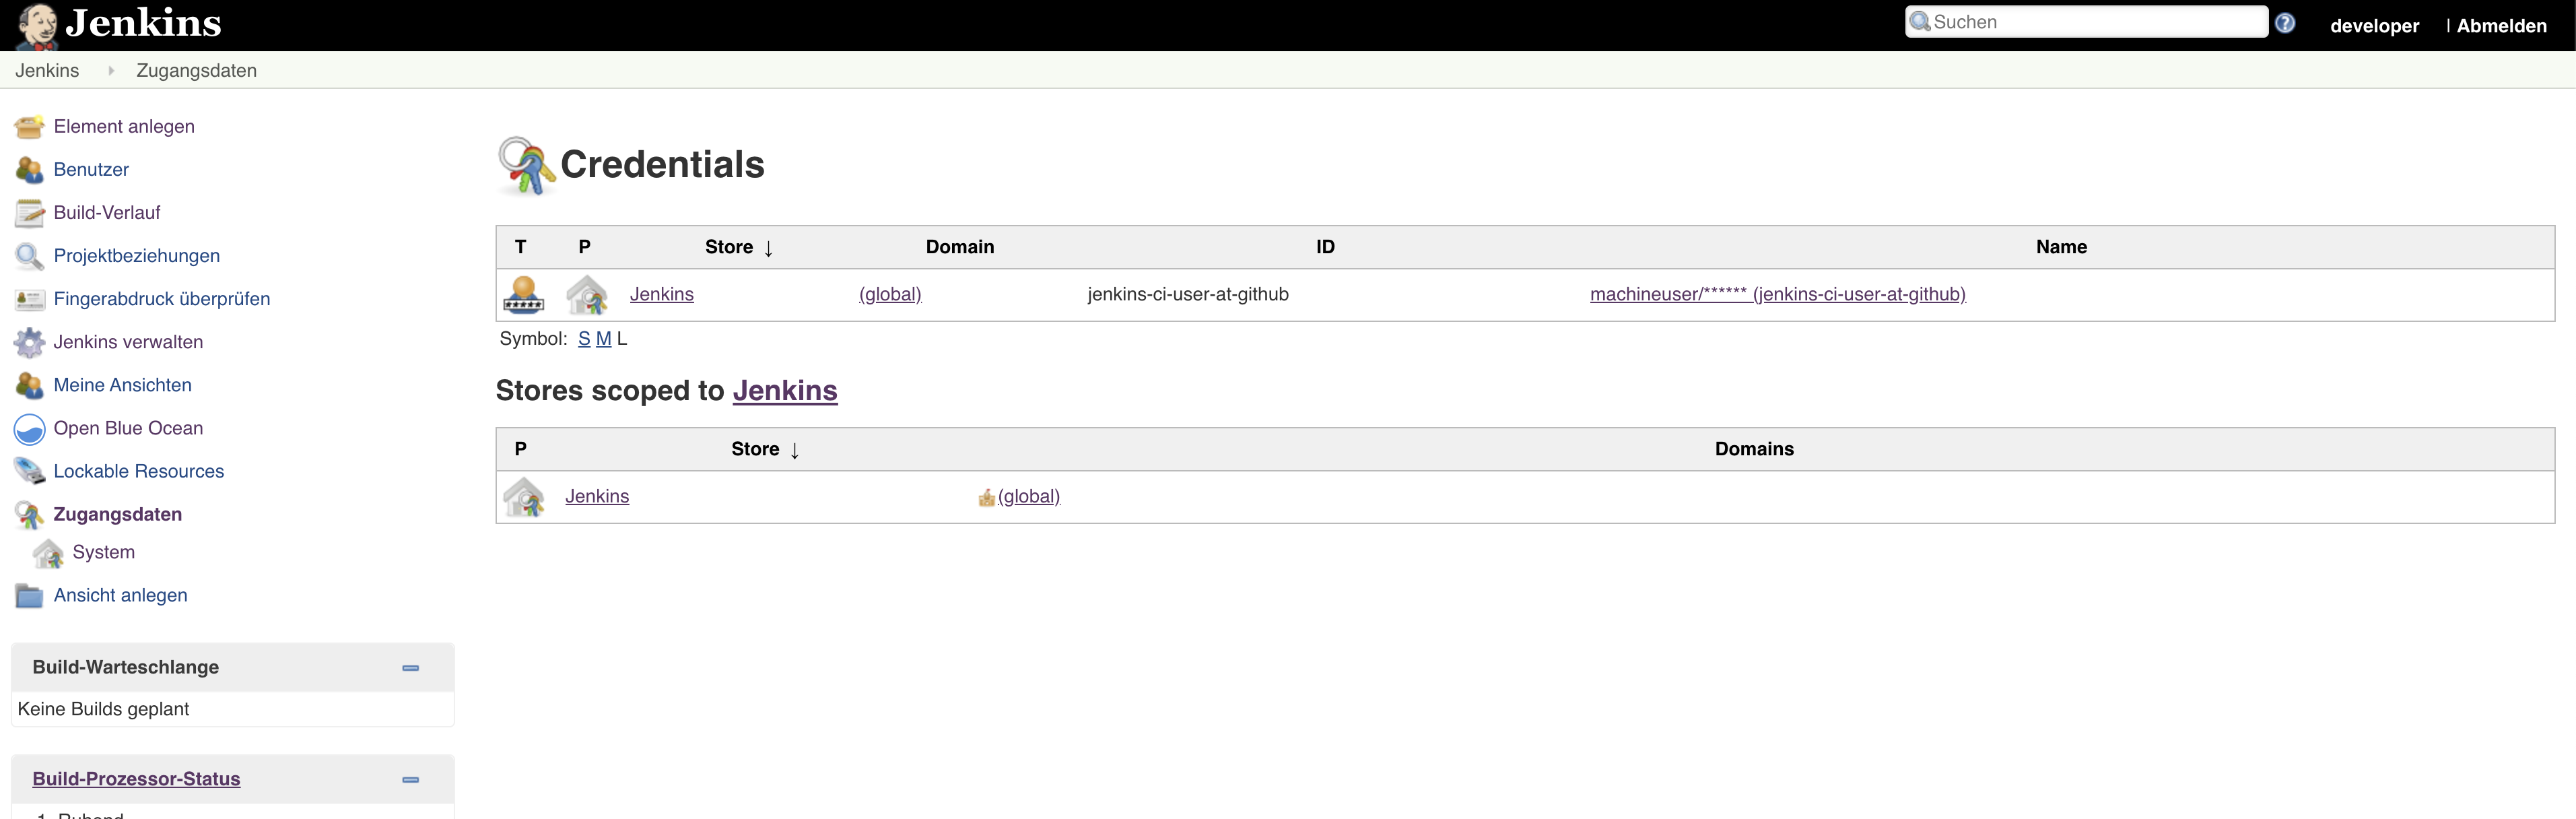 Jenkins
Suchen
developer | Abmelden
Jenkins Zugangsdaten
Element anlegen
Benutzer
Build-Verlauf
Projektbeziehungen
Fingerabdruck überprüfen
Jenkins verwalten
Meine Ansichten
Open Blue Ocean
Lockable Resources
Zugangsdaten
System
Ansicht anlegen
Build-Warteschlange
Keine Builds geplant
Build-Prozessor-Status
Credentials
T P Store ↓ Domain ID Name
Jenkins (global) jenkins-ci-user-at-github machineuser/****** (jenkins-ci-user-at-github)
Symbol: S M L
Stores scoped to Jenkins
P Store ↓ Domains
Jenkins (global)